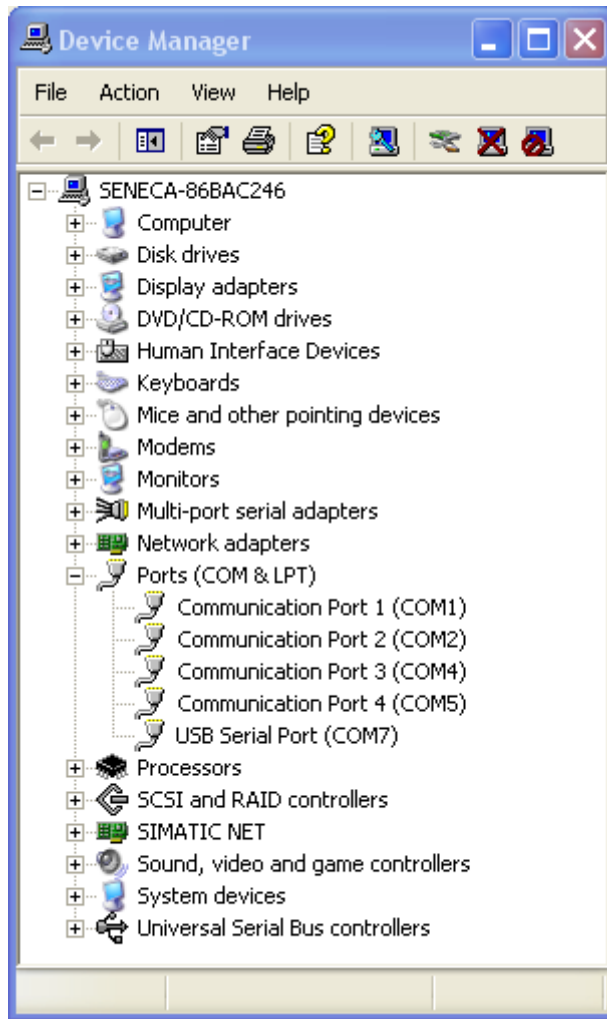 Device Manager
File Action View Help
SENECA-86BAC246
Computer
Disk drives
Display adapters
DVD/CD-ROM drives
Human Interface Devices
Keyboards
Mice and other pointing devices
Modems
Monitors
Multi-port serial adapters
Network adapters
Ports (COM & LPT)
Communication Port 1 (COM1)
Communication Port 2 (COM2)
Communication Port 3 (COM4)
Communication Port 4 (COM5)
USB Serial Port (COM7)
Processors
SCSI and RAID controllers
SIMATIC NET
Sound, video and game controllers
System devices
Universal Serial Bus controllers